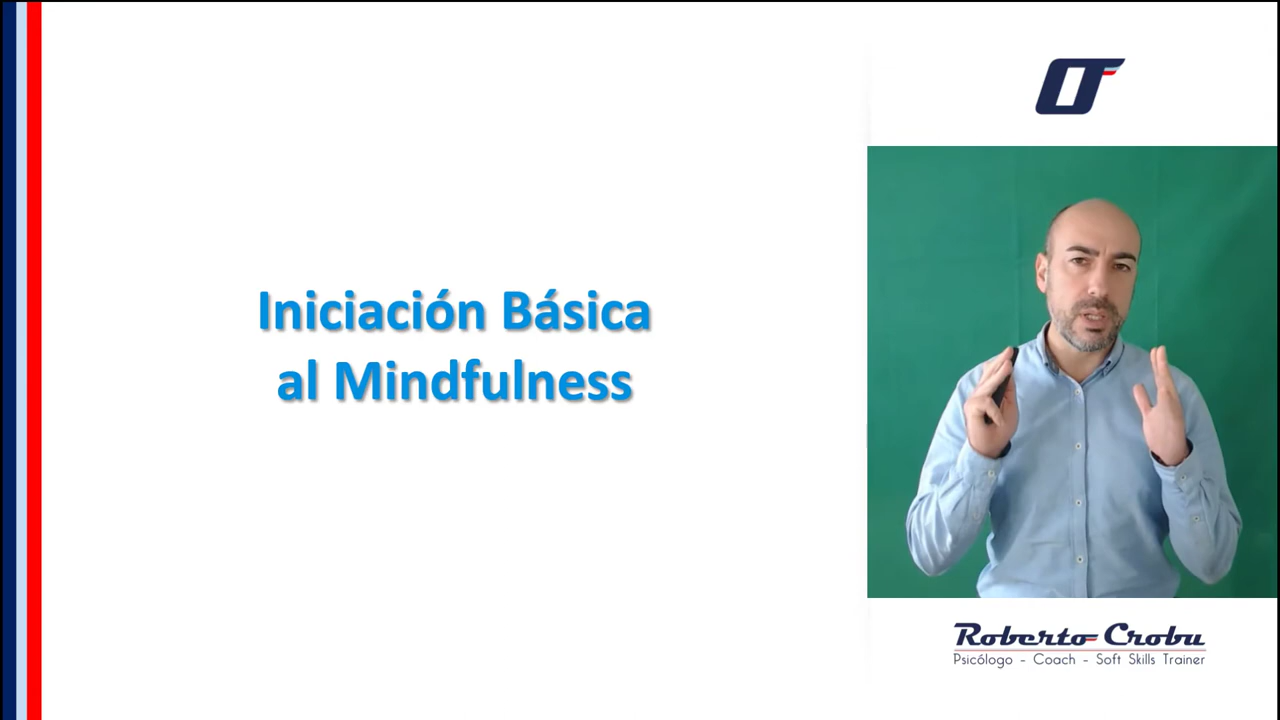 Iniciación Básica
al Mindfulness
Roberto Crobu
Psicólogo - Coach - Soft Skills Trainer